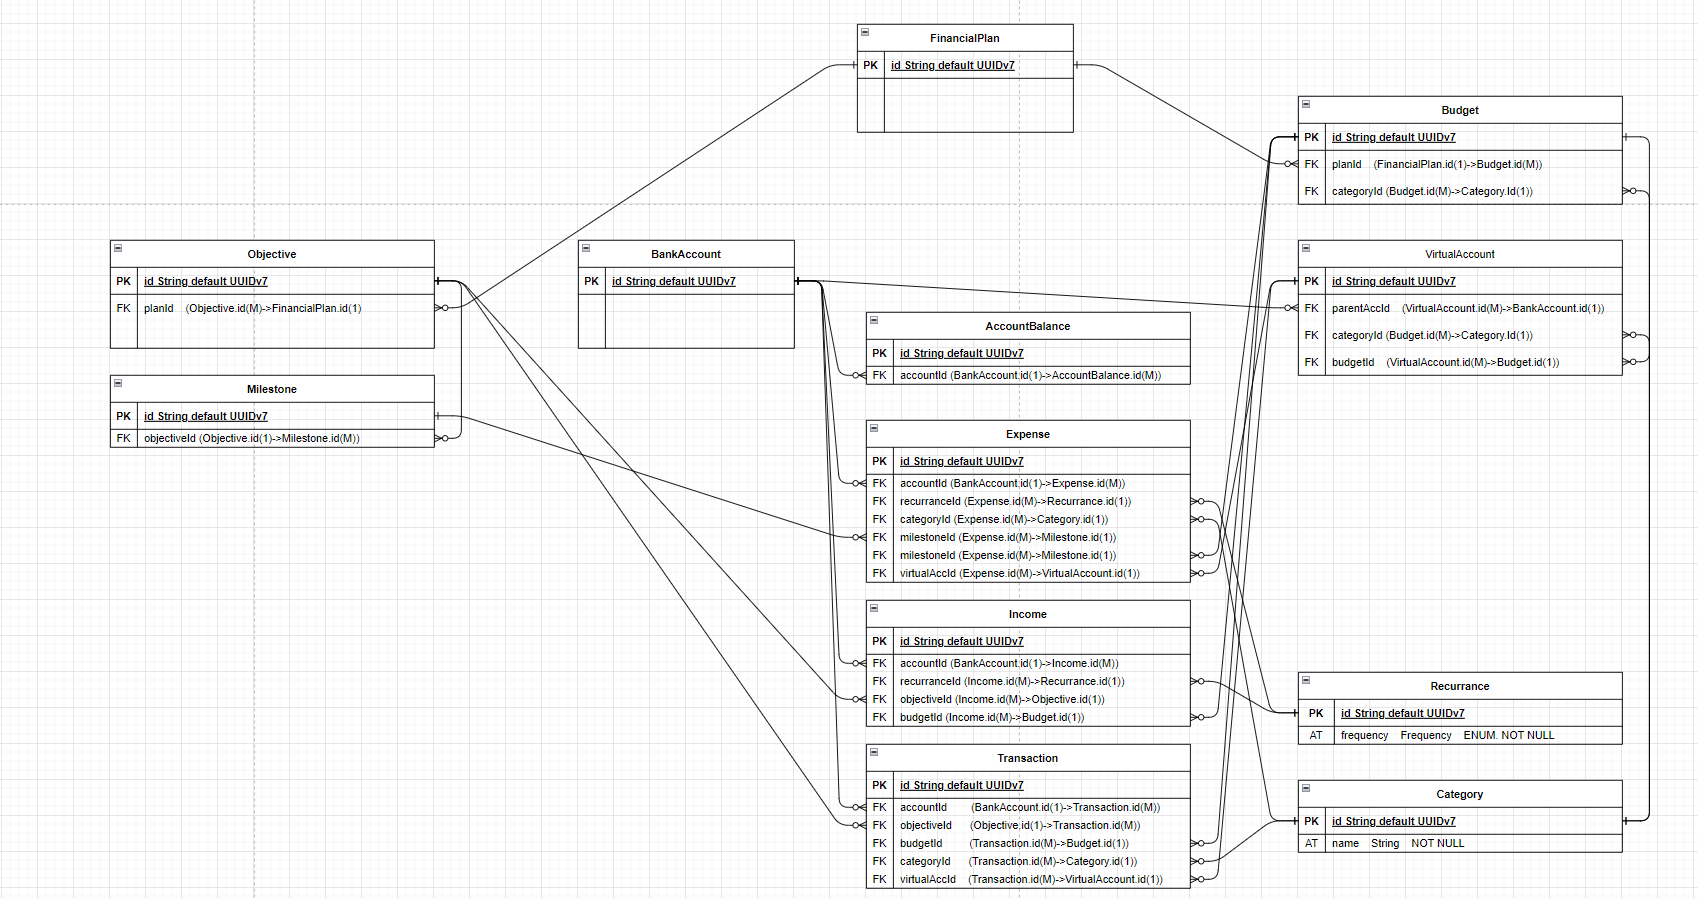 FinancialPlan
PK id String default UUIDv7
Budget
PK id String default UUIDv7
FK planId (FinancialPlan.id(1)->Budget.id(M))
FK categoryId (Budget.id(M)->Category.Id(1))
Objective
PK id String default UUIDv7
FK planId (Objective.id(M)->FinancialPlan.id(1)
BankAccount
PK id String default UUIDv7
VirtualAccount
PK id String default UUIDv7
FK parentAccId (VirtualAccount.id(M)->BankAccount.id(1))
FK categoryId (Budget.id(M)->Category.Id(1))
FK budgetId (VirtualAccount.id(M)->Budget.id(1))
AccountBalance
PK id String default UUIDv7
FK accountId (BankAccount.id(1)->AccountBalance.id(M))
Milestone
PK id String default UUIDv7
FK objectiveId (Objective.id(1)->Milestone.id(M))
Expense
PK id String default UUIDv7
FK accountId (BankAccount.id(1)->Expense.id(M))
FK recurranceId (Expense.id(M)->Recurrance.id(1))
FK categoryId (Expense.id(M)->Category.id(1))
FK milestoneId (Expense.id(M)->Milestone.id(1))
FK milestoneId (Expense.id(M)->Milestone.id(1))
FK virtualAccId (Expense.id(M)->VirtualAccount.id(1))
Income
PK id String default UUIDv7
FK accountId (BankAccount.id(1)->Income.id(M))
FK recurranceId (Income.id(M)->Recurrance.id(1))
FK objectiveId (Income.id(M)->Objective.id(1))
FK budgetId (Income.id(M)->Budget.id(1))
Recurrance
PK id String default UUIDv7
AT frequency Frequency ENUM. NOT NULL
Transaction
PK id String default UUIDv7
FK accountId (BankAccount.id(1)->Transaction.id(M))
FK objectiveId (Objective.id(1)->Transaction.id(M))
FK budgetId (Transaction.id(M)->Budget.id(1))
FK categoryId (Transaction.id(M)->Category.id(1))
FK virtualAccId (Transaction.id(M)->VirtualAccount.id(1))
Category
PK id String default UUIDv7
AT name String NOT NULL